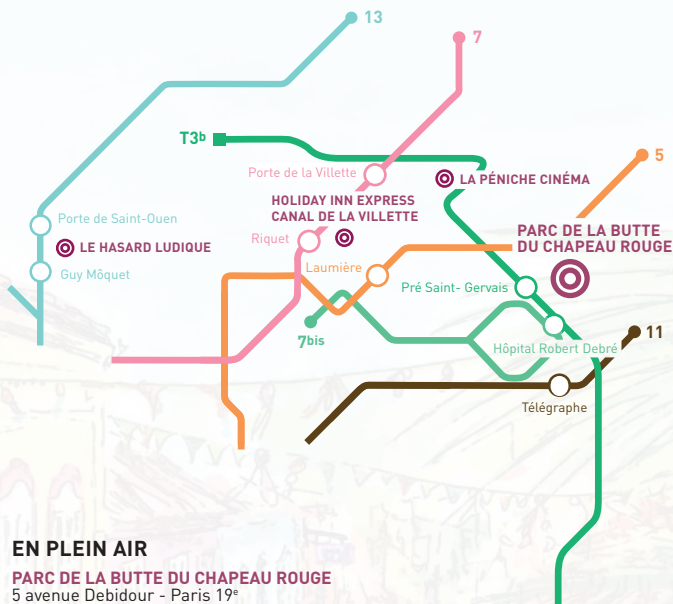 13
7
T3b
5
Porte de la Villette
LA PÉNICHE CINÉMA
HOLIDAY INN EXPRESS
CANAL DE LA VILLETTE
Porte de Saint-Ouen
PARC DE LA BUTTE
DU CHAPEAU ROUGE
Riquet
LE HASARD LUDIQUE
Laumière
Guy Môquet
Pré Saint- Gervais
11
7bis
Hôpital Robert Debré
Télégraphe
EN PLEIN AIR
PARC DE LA BUTTE DU CHAPEAU ROUGE
5 avenue Debidour - Paris 19e